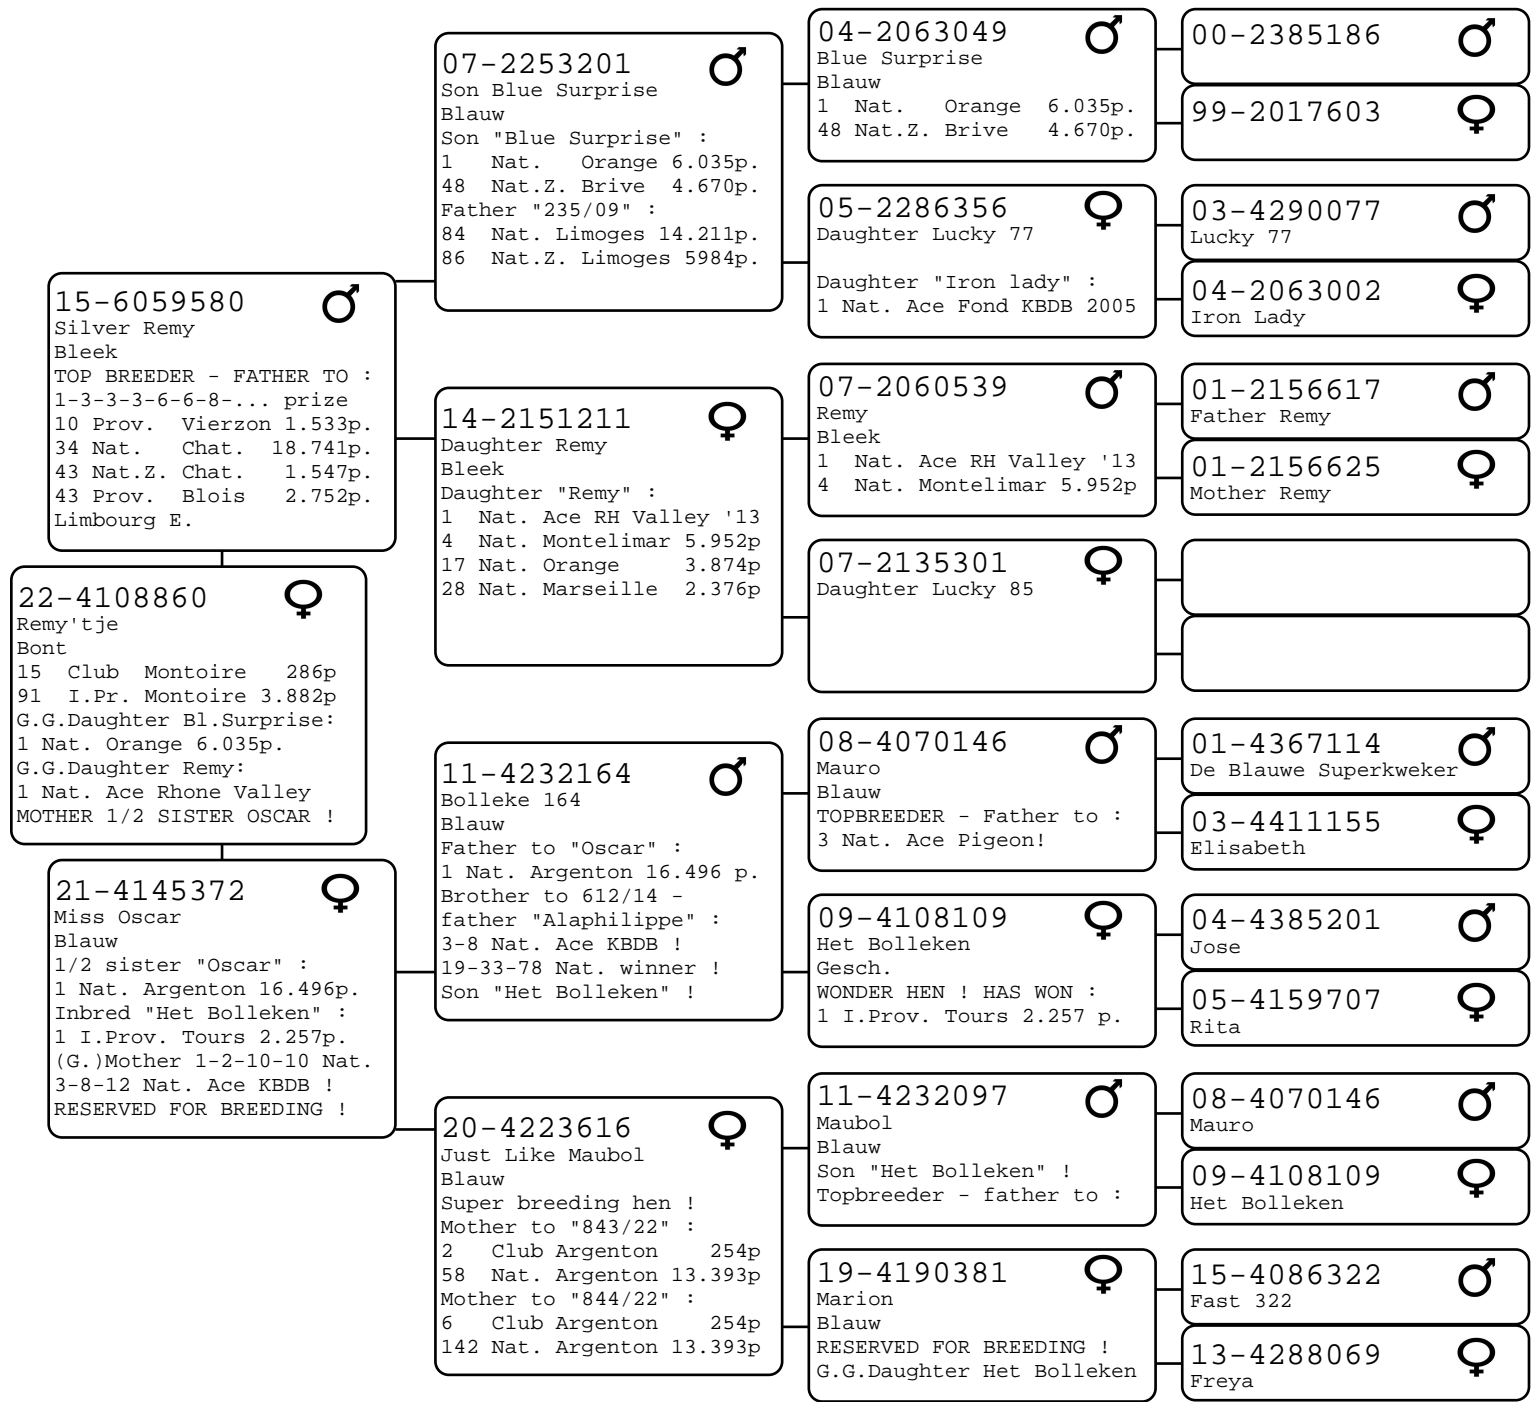 22-4108860
Remy'tje
Bont
15 Club Montoire 286p
91 I.Pr. Montoire 3.882p
G.G.Daughter Bl.Surprise:
1 Nat. Orange 6.035p.
G.G.Daughter Remy:
1 Nat. Ace Rhone Valley
MOTHER 1/2 SISTER OSCAR !
15-6059580
Silver Remy
Bleek
TOP BREEDER - FATHER TO :
1-3-3-3-6-6-8-... prize
10 Prov. Vierzon 1.533p.
34 Nat. Chat. 18.741p.
43 Nat.Z. Chat. 1.547p.
43 Prov. Blois 2.752p.
Limbourg E.
21-4145372
Miss Oscar
Blauw
1/2 sister "Oscar" :
1 Nat. Argenton 16.496p.
Inbred "Het Bolleken" :
1 I.Prov. Tours 2.257p.
(G.)Mother 1-2-10-10 Nat.
3-8-12 Nat. Ace KBDB !
RESERVED FOR BREEDING !
07-2253201
Son Blue Surprise
Blauw
Son "Blue Surprise" :
1 Nat. Orange 6.035p.
48 Nat.Z. Brive 4.670p.
Father "235/09" :
84 Nat. Limoges 14.211p.
86 Nat.Z. Limoges 5984p.
14-2151211
Daughter Remy
Bleek
Daughter "Remy" :
1 Nat. Ace RH Valley '13
4 Nat. Montelimar 5.952p
17 Nat. Orange 3.874p
28 Nat. Marseille 2.376p
11-4232164
Bolleke 164
Blauw
Father to "Oscar" :
1 Nat. Argenton 16.496 p.
Brother to 612/14 -
father "Alaphilippe" :
3-8 Nat. Ace KBDB !
19-33-78 Nat. winner !
Son "Het Bolleken" !
20-4223616
Just Like Maubol
Blauw
Super breeding hen !
Mother to "843/22" :
2 Club Argenton 254p
58 Nat. Argenton 13.393p
Mother to "844/22" :
6 Club Argenton 254p
142 Nat. Argenton 13.393p
04-2063049
Blue Surprise
Blauw
1 Nat. Orange 6.035p.
48 Nat.Z. Brive 4.670p.
05-2286356
Daughter Lucky 77
Daughter "Iron lady" :
1 Nat. Ace Fond KBDB 2005
07-2060539
Remy
Bleek
1 Nat. Ace RH Valley '13
4 Nat. Montelimar 5.952p
07-2135301
Daughter Lucky 85
08-4070146
Mauro
Blauw
TOPBREEDER - Father to :
3 Nat. Ace Pigeon!
09-4108109
Het Bolleken
Gesch.
WONDER HEN ! HAS WON :
1 I.Prov. Tours 2.257 p.
11-4232097
Maubol
Blauw
Son "Het Bolleken" !
Topbreeder - father to :
19-4190381
Marion
Blauw
RESERVED FOR BREEDING !
G.G.Daughter Het Bolleken
00-2385186
99-2017603
03-4290077
Lucky 77
04-2063002
Iron Lady
01-2156617
Father Remy
01-2156625
Mother Remy
01-4367114
De Blauwe Superkweker
03-4411155
Elisabeth
04-4385201
Jose
05-4159707
Rita
08-4070146
Mauro
09-4108109
Het Bolleken
15-4086322
Fast 322
13-4288069
Freya